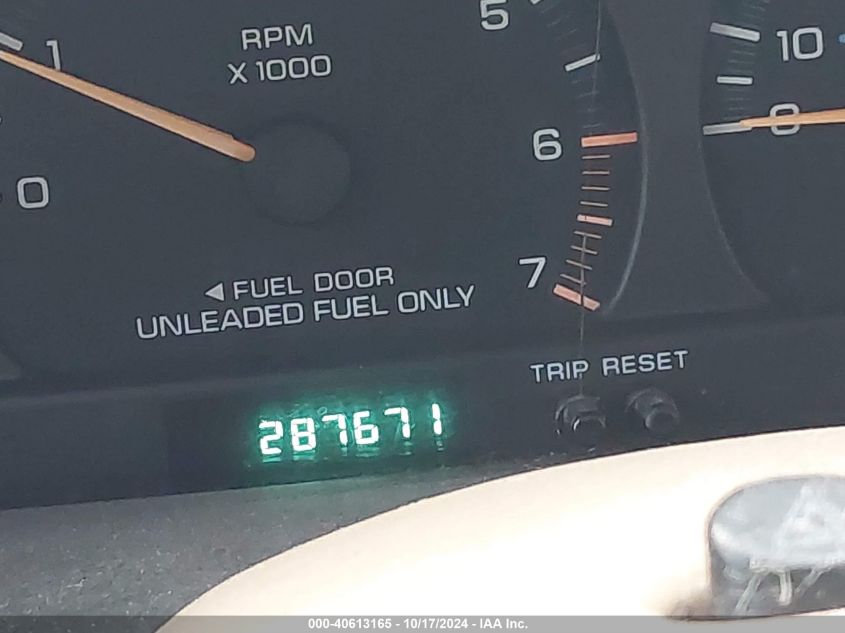 5
RPM
X 1000
1
10
0
6
0
7
◄ FUEL DOOR
UNLEADED FUEL ONLY
TRIP RESET
287671
000-40613165 - 10/17/2024 - IAA Inc.